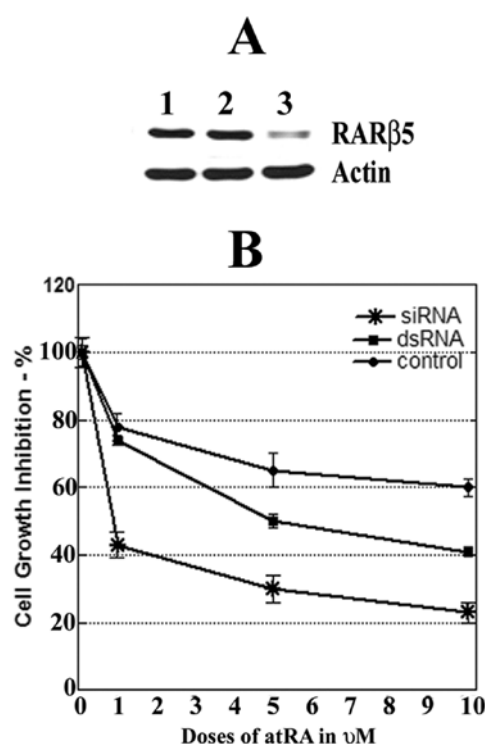 A
1 2 3
RARβ5
Actin
B
Cell Growth Inhibition - %
120
100
80
60
40
20
0
siRNA
dsRNA
control
0 1 2 3 4 5 6 7 8 9 10
Doses of atRA in υM